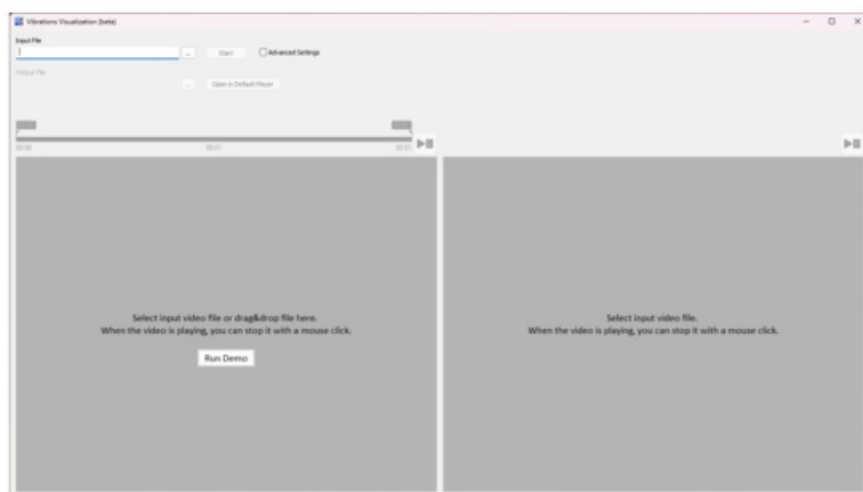 Vibrations Visualization (beta)
Input File
... Start Advanced Settings
Output File
... Open in Default Player
00:00 00:01 00:01
Select input video file or drag&drop file here.
When the video is playing, you can stop it with a mouse click.
Run Demo
Select input video file.
When the video is playing, you can stop it with a mouse click.